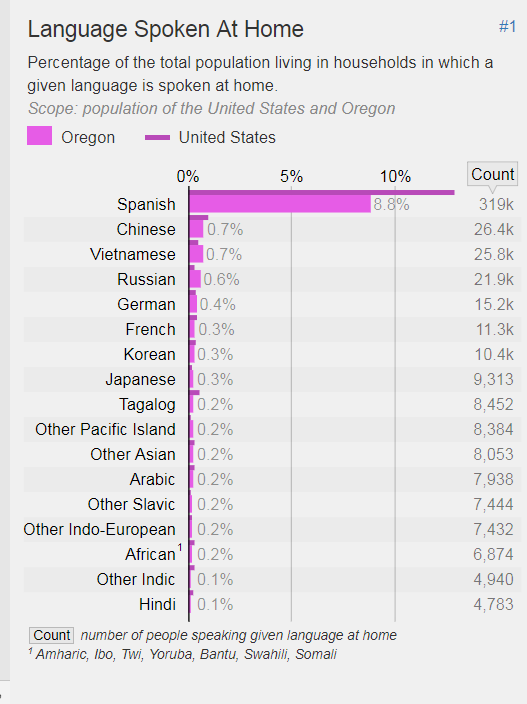 Language Spoken At Home #1
Percentage of the total population living in households in which a
given language is spoken at home.
Scope: population of the United States and Oregon
Oregon United States
0% 5% 10% Count
Spanish 8.8% 319k
Chinese 0.7% 26.4k
Vietnamese 0.7% 25.8k
Russian 0.6% 21.9k
German 0.4% 15.2k
French 0.3% 11.3k
Korean 0.3% 10.4k
Japanese 0.3% 9,313
Tagalog 0.2% 8,452
Other Pacific Island 0.2% 8,384
Other Asian 0.2% 8,053
Arabic 0.2% 7,938
Other Slavic 0.2% 7,444
Other Indo-European 0.2% 7,432
African¹ 0.2% 6,874
Other Indic 0.1% 4,940
Hindi 0.1% 4,783
Count number of people speaking given language at home
¹ Amharic, Ibo, Twi, Yoruba, Bantu, Swahili, Somali